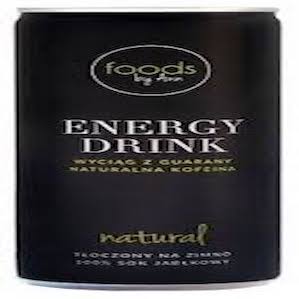 foods
by Ann
ENERGY
DRINK
WYCIĄG Z GUARANY
NATURALNA KOFEINA
natural
TŁOCZONY NA ZIMNO
100% SOK JABŁKOWY